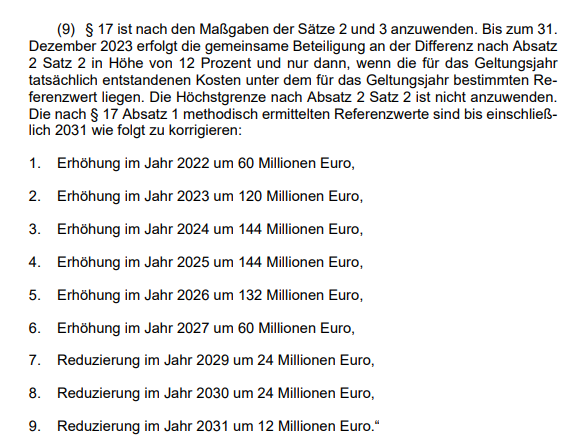 (9) § 17 ist nach den Maßgaben der Sätze 2 und 3 anzuwenden. Bis zum 31.
Dezember 2023 erfolgt die gemeinsame Beteiligung an der Differenz nach Absatz
2 Satz 2 in Höhe von 12 Prozent und nur dann, wenn die für das Geltungsjahr
tatsächlich entstandenen Kosten unter dem für das Geltungsjahr bestimmten Re-
ferenzwert liegen. Die Höchstgrenze nach Absatz 2 Satz 2 ist nicht anzuwenden.
Die nach § 17 Absatz 1 methodisch ermittelten Referenzwerte sind bis einschließ-
lich 2031 wie folgt zu korrigieren:
1. Erhöhung im Jahr 2022 um 60 Millionen Euro,
2. Erhöhung im Jahr 2023 um 120 Millionen Euro,
3. Erhöhung im Jahr 2024 um 144 Millionen Euro,
4. Erhöhung im Jahr 2025 um 144 Millionen Euro,
5. Erhöhung im Jahr 2026 um 132 Millionen Euro,
6. Erhöhung im Jahr 2027 um 60 Millionen Euro,
7. Reduzierung im Jahr 2029 um 24 Millionen Euro,
8. Reduzierung im Jahr 2030 um 24 Millionen Euro,
9. Reduzierung im Jahr 2031 um 12 Millionen Euro.“